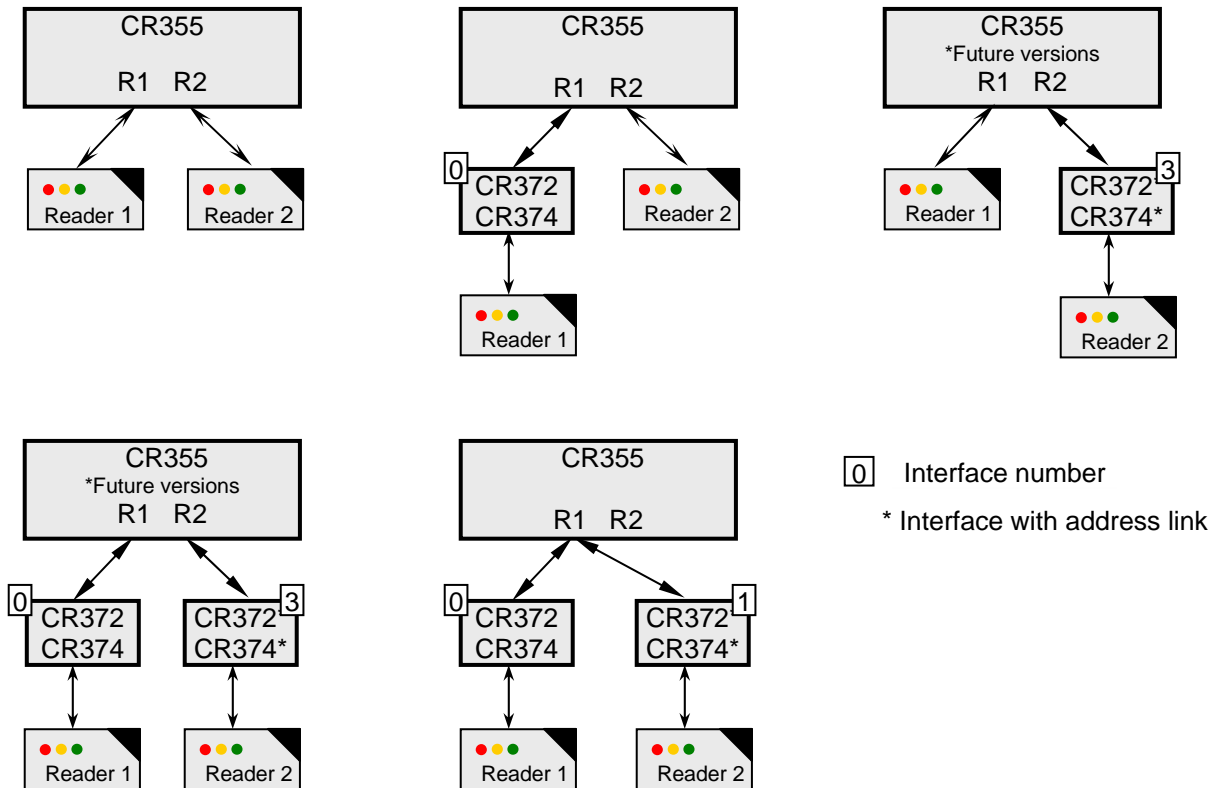 CR355
R1 R2
Reader 1
Reader 2
CR355
R1 R2
0
CR372
CR374
Reader 2
Reader 1
CR355
*Future versions
R1 R2
Reader 1
3
CR372*
CR374*
Reader 2
CR355
*Future versions
R1 R2
0
CR372
CR374
3
CR372*
CR374*
Reader 1
Reader 2
CR355
R1 R2
0
CR372
CR374
1
CR372*
CR374*
Reader 1
Reader 2
0 Interface number
* Interface with address link